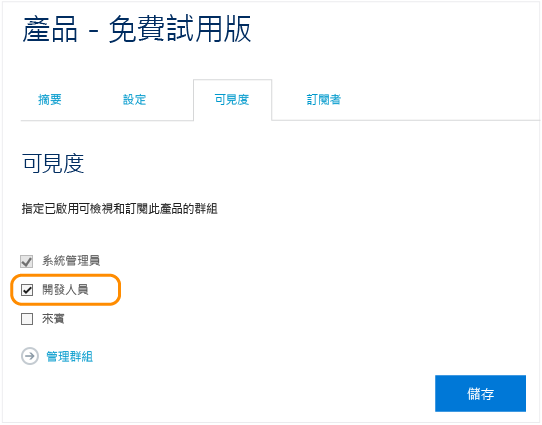 產品 - 免費試用版
摘要
設定
可見度
訂閱者
可見度
指定已啟用可檢視和訂閱此產品的群組
系統管理員
開發人員
來賓
管理群組
儲存